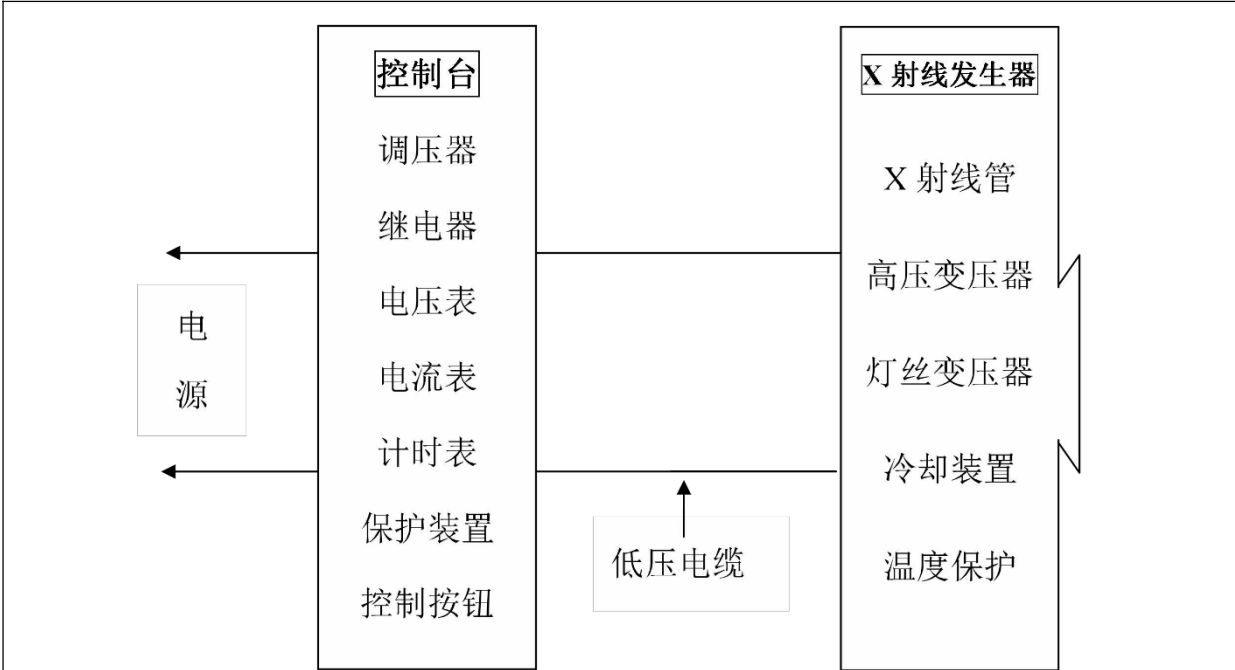 电
源
控制台
调压器
继电器
电压表
电流表
计时表
保护装置
控制按钮
低压电缆
X 射线发生器
X 射线管
高压变压器
灯丝变压器
冷却装置
温度保护